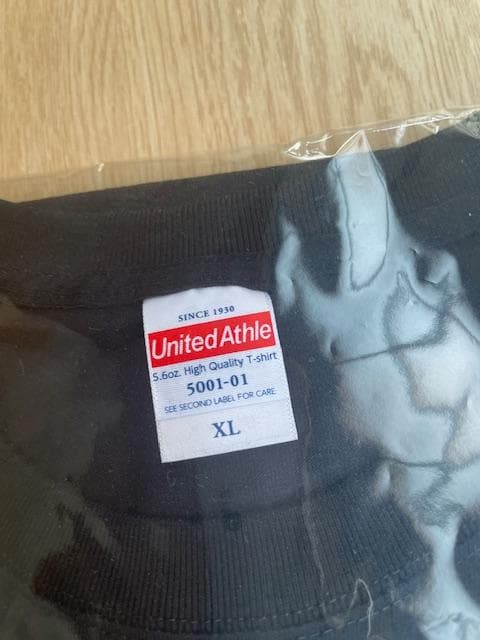 SINCE 1930
United Athle
5.6oz. High Quality T-shirt
5001-01
SEE SECOND LABEL FOR CARE
XL